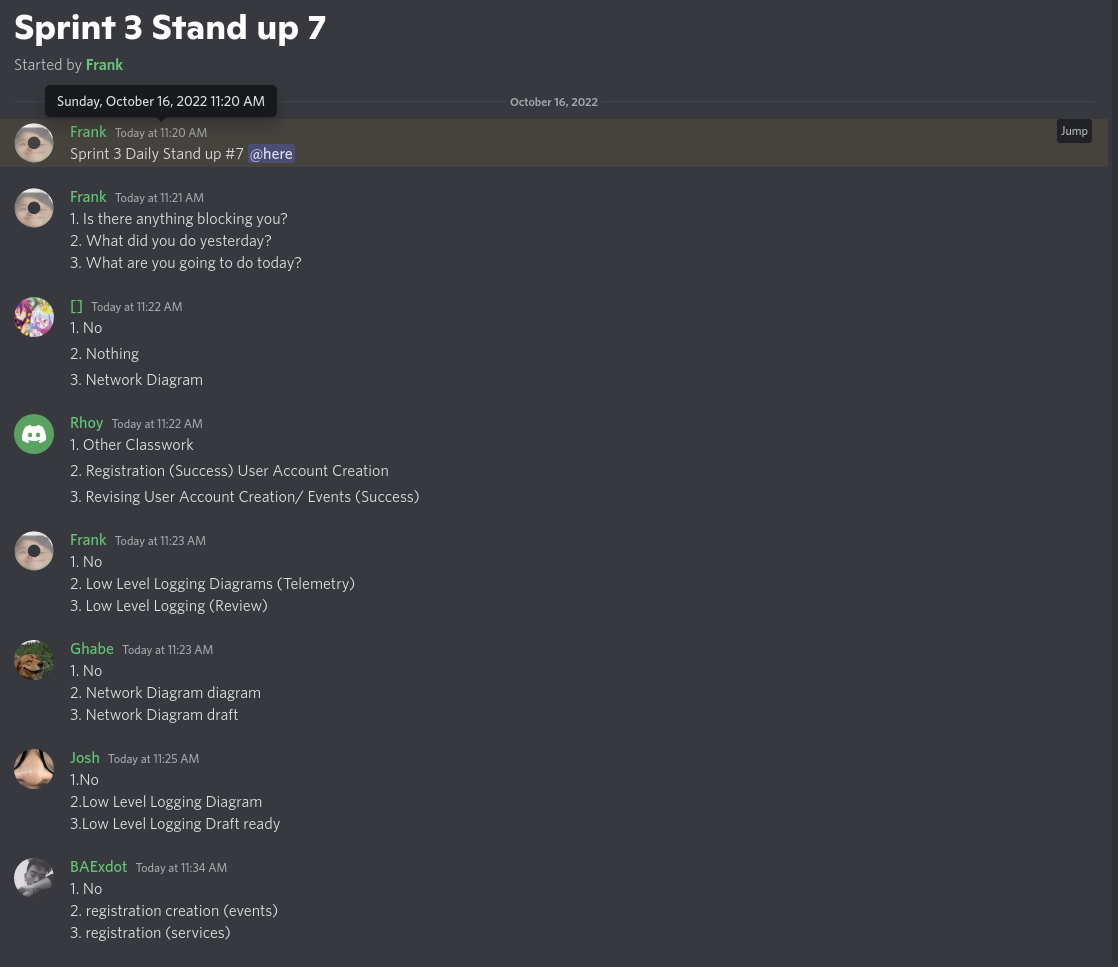 Sprint 3 Stand up 7
Started by Frank
Sunday, October 16, 2022 11:20 AM
October 16, 2022
Frank Today at 11:20 AM
Jump
Sprint 3 Daily Stand up #7 @here
Frank Today at 11:21 AM
1. Is there anything blocking you?
2. What did you do yesterday?
3. What are you going to do today?
[] Today at 11:22 AM
1. No
2. Nothing
3. Network Diagram
Rhoy Today at 11:22 AM
1. Other Classwork
2. Registration (Success) User Account Creation
3. Revising User Account Creation/ Events (Success)
Frank Today at 11:23 AM
1. No
2. Low Level Logging Diagrams (Telemetry)
3. Low Level Logging (Review)
Ghabe Today at 11:23 AM
1. No
2. Network Diagram diagram
3. Network Diagram draft
Josh Today at 11:25 AM
1.No
2.Low Level Logging Diagram
3.Low Level Logging Draft ready
BAExdot Today at 11:34 AM
1. No
2. registration creation (events)
3. registration (services)